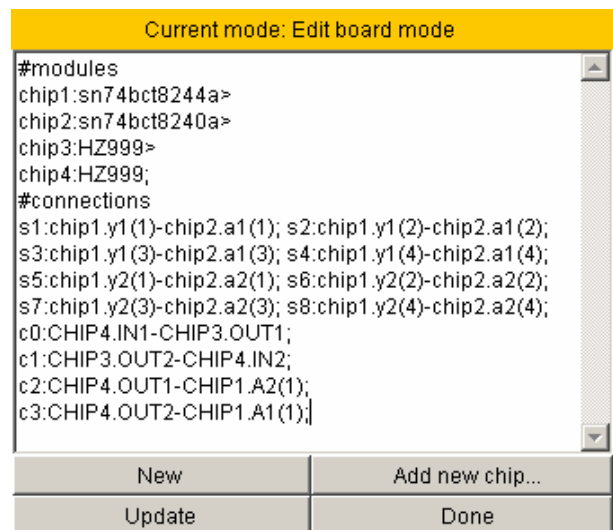 Current mode: Edit board mode
#modules
chip1:sn74bct8244a>
chip2:sn74bct8240a>
chip3:HZ999>
chip4:HZ999;
#connections
s1:chip1.y1(1)-chip2.a1(1); s2:chip1.y1(2)-chip2.a1(2);
s3:chip1.y1(3)-chip2.a1(3); s4:chip1.y1(4)-chip2.a1(4);
s5:chip1.y2(1)-chip2.a2(1); s6:chip1.y2(2)-chip2.a2(2);
s7:chip1.y2(3)-chip2.a2(3); s8:chip1.y2(4)-chip2.a2(4);
c0:CHIP4.IN1-CHIP3.OUT1;
c1:CHIP3.OUT2-CHIP4.IN2;
c2:CHIP4.OUT1-CHIP1.A2(1);
c3:CHIP4.OUT2-CHIP1.A1(1);
New Add new chip...
Update Done